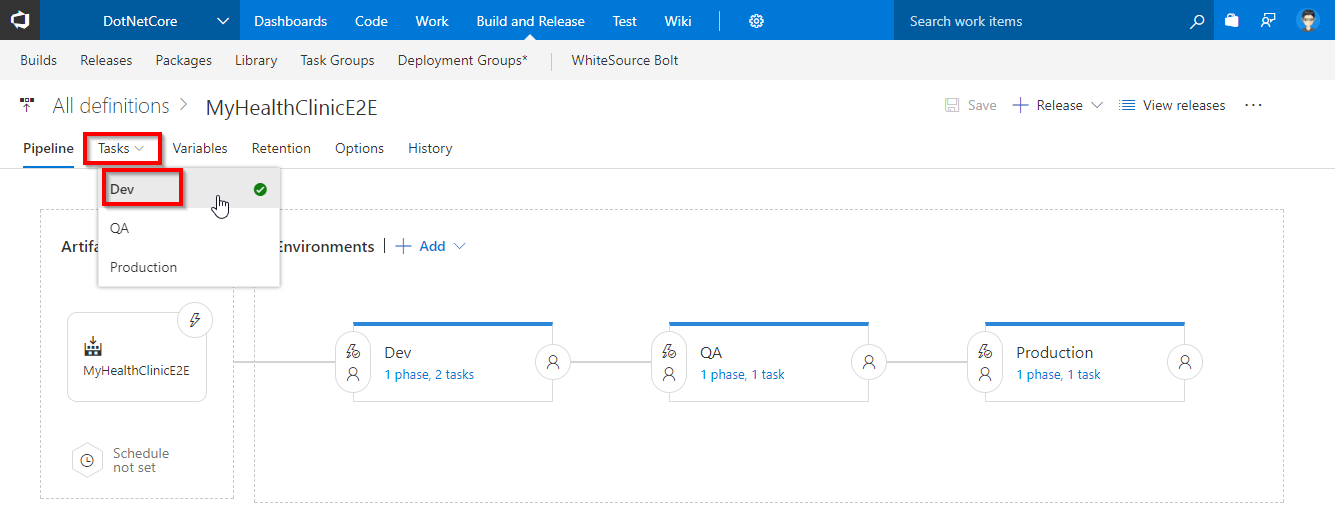 DotNetCore Dashboards Code Work Build and Release Test Wiki Search work items
Builds Releases Packages Library Task Groups Deployment Groups* WhiteSource Bolt
All definitions > MyHealthClinicE2E Save + Release View releases ...
Pipeline Tasks Variables Retention Options History
Dev
QA
Production
Artifa
Environments | + Add
MyHealthClinicE2E
Schedule
not set
Dev
1 phase, 2 tasks
QA
1 phase, 1 task
Production
1 phase, 1 task